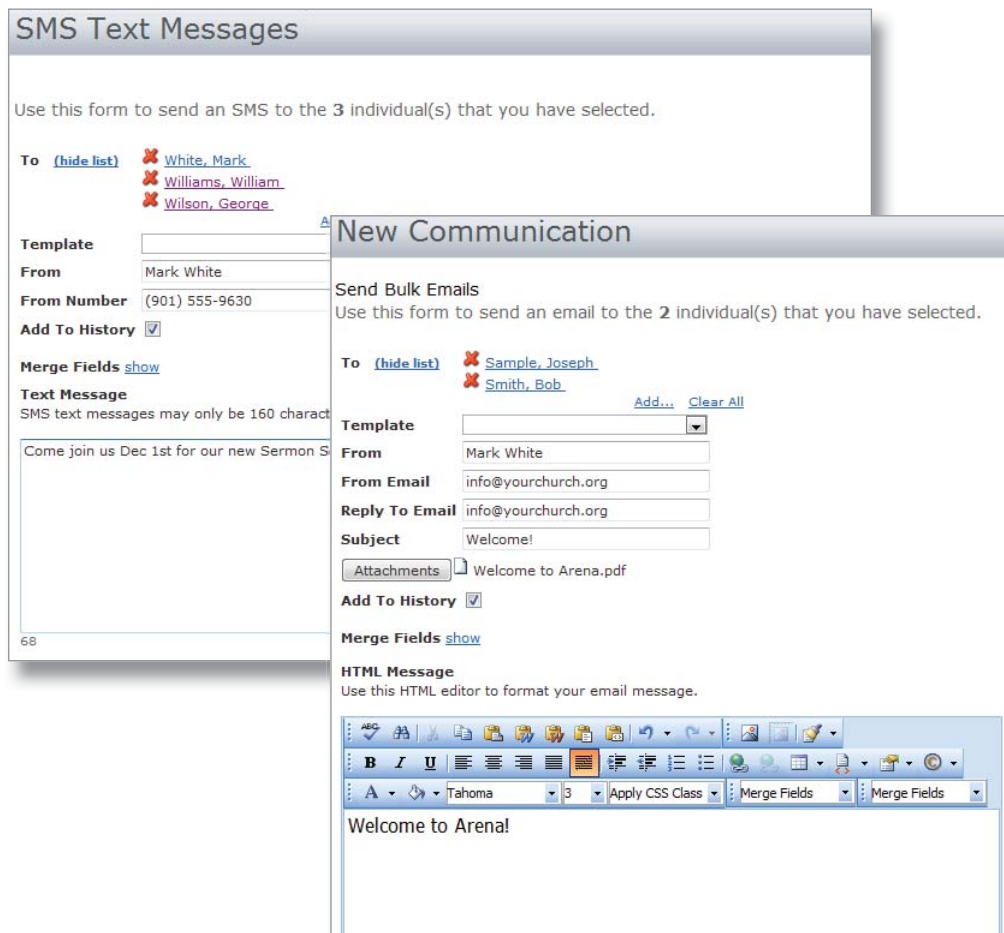 SMS Text Messages
Use this form to send an SMS to the 3 individual(s) that you have selected.
To (hide list) White, Mark
Williams, William
Wilson, George
A
Template
From Mark White
From Number (901) 555-9630
Add To History
Merge Fields show
Text Message
SMS text messages may only be 160 charact
Come join us Dec 1st for our new Sermon S
68
New Communication
Send Bulk Emails
Use this form to send an email to the 2 individual(s) that you have selected.
To (hide list) Sample, Joseph
Smith, Bob
Add... Clear All
Template
From Mark White
From Email info@yourchurch.org
Reply To Email info@yourchurch.org
Subject Welcome!
Attachments Welcome to Arena.pdf
Add To History
Merge Fields show
HTML Message
Use this HTML editor to format your email message.
ABC
B I U
A Tahoma 3 Apply CSS Class Merge Fields Merge Fields
Welcome to Arena!